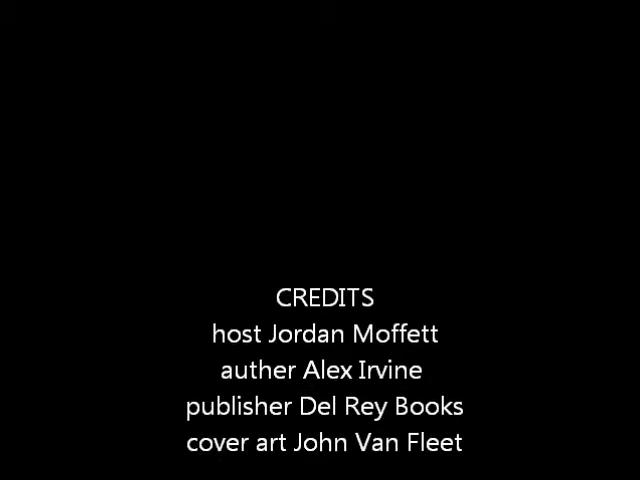 CREDITS
host Jordan Moffett
auther Alex Irvine
publisher Del Rey Books
cover art John Van Fleet